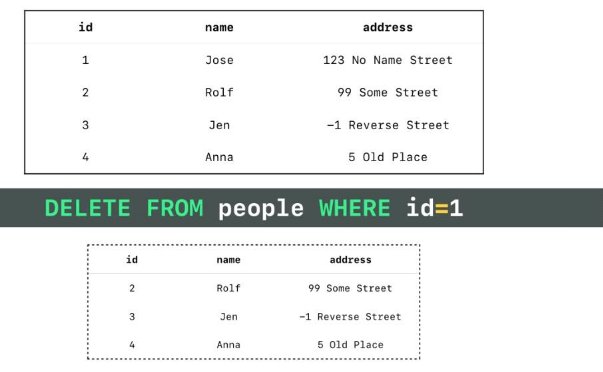 id name address
1 Jose 123 No Name Street
2 Rolf 99 Some Street
3 Jen -1 Reverse Street
4 Anna 5 Old Place
DELETE FROM people WHERE id=1
id name address
2 Rolf 99 Some Street
3 Jen -1 Reverse Street
4 Anna 5 Old Place